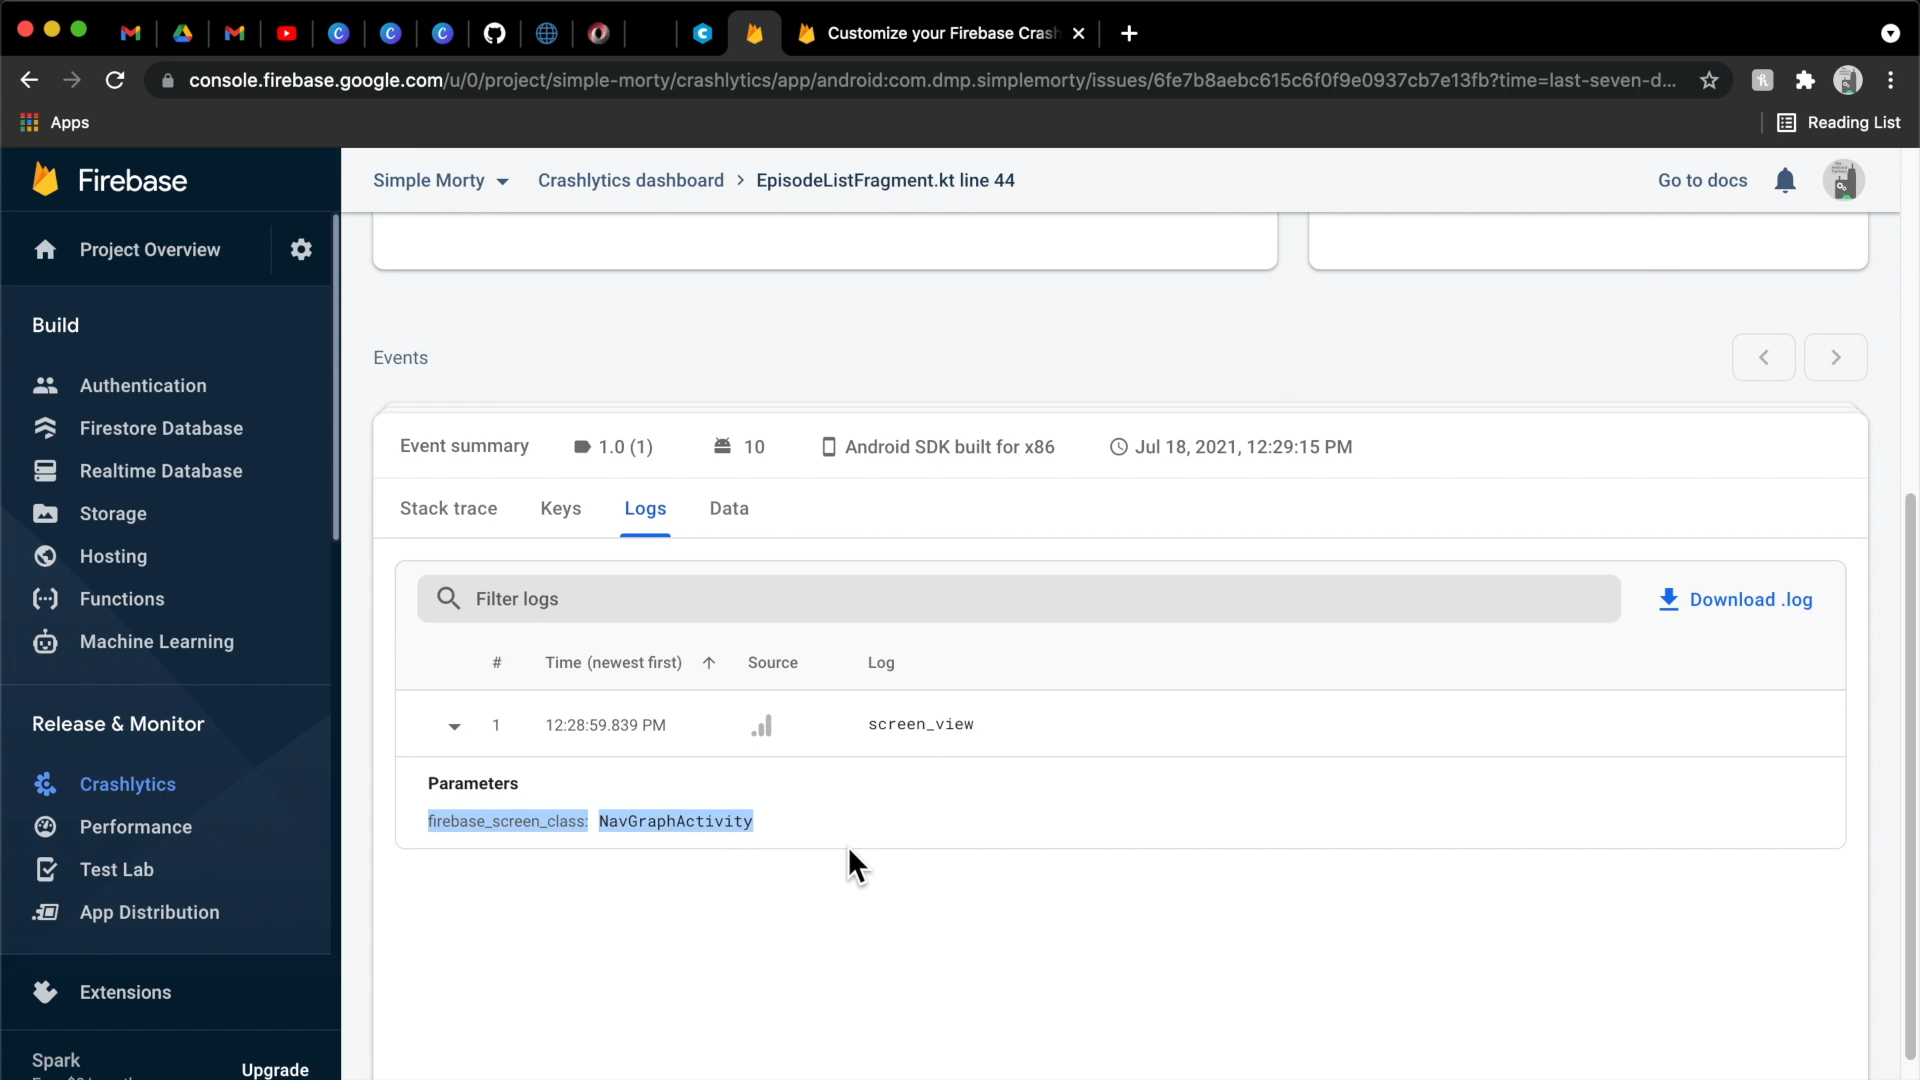 Customize your Firebase Crash
console.firebase.google.com/u/0/project/simple-morty/crashlytics/app/android:com.dmp.simplemorty/issues/6fe7b8aebc615c6f0f9e0937cb7e13fb?time=last-seven-d...
Apps
Reading List
Firebase
Simple Morty
Crashlytics dashboard > EpisodeListFragment.kt line 44
Go to docs
Project Overview
Build
Authentication
Firestore Database
Realtime Database
Storage
Hosting
Functions
Machine Learning
Release & Monitor
Crashlytics
Performance
Test Lab
App Distribution
Extensions
Spark
Upgrade
Events
Event summary 1.0 (1) 10 Android SDK built for x86 Jul 18, 2021, 12:29:15 PM
Stack trace Keys Logs Data
Filter logs
Download .log
# Time (newest first) Source Log
1 12:28:59.839 PM screen_view
Parameters
firebase_screen_class: NavGraphActivity